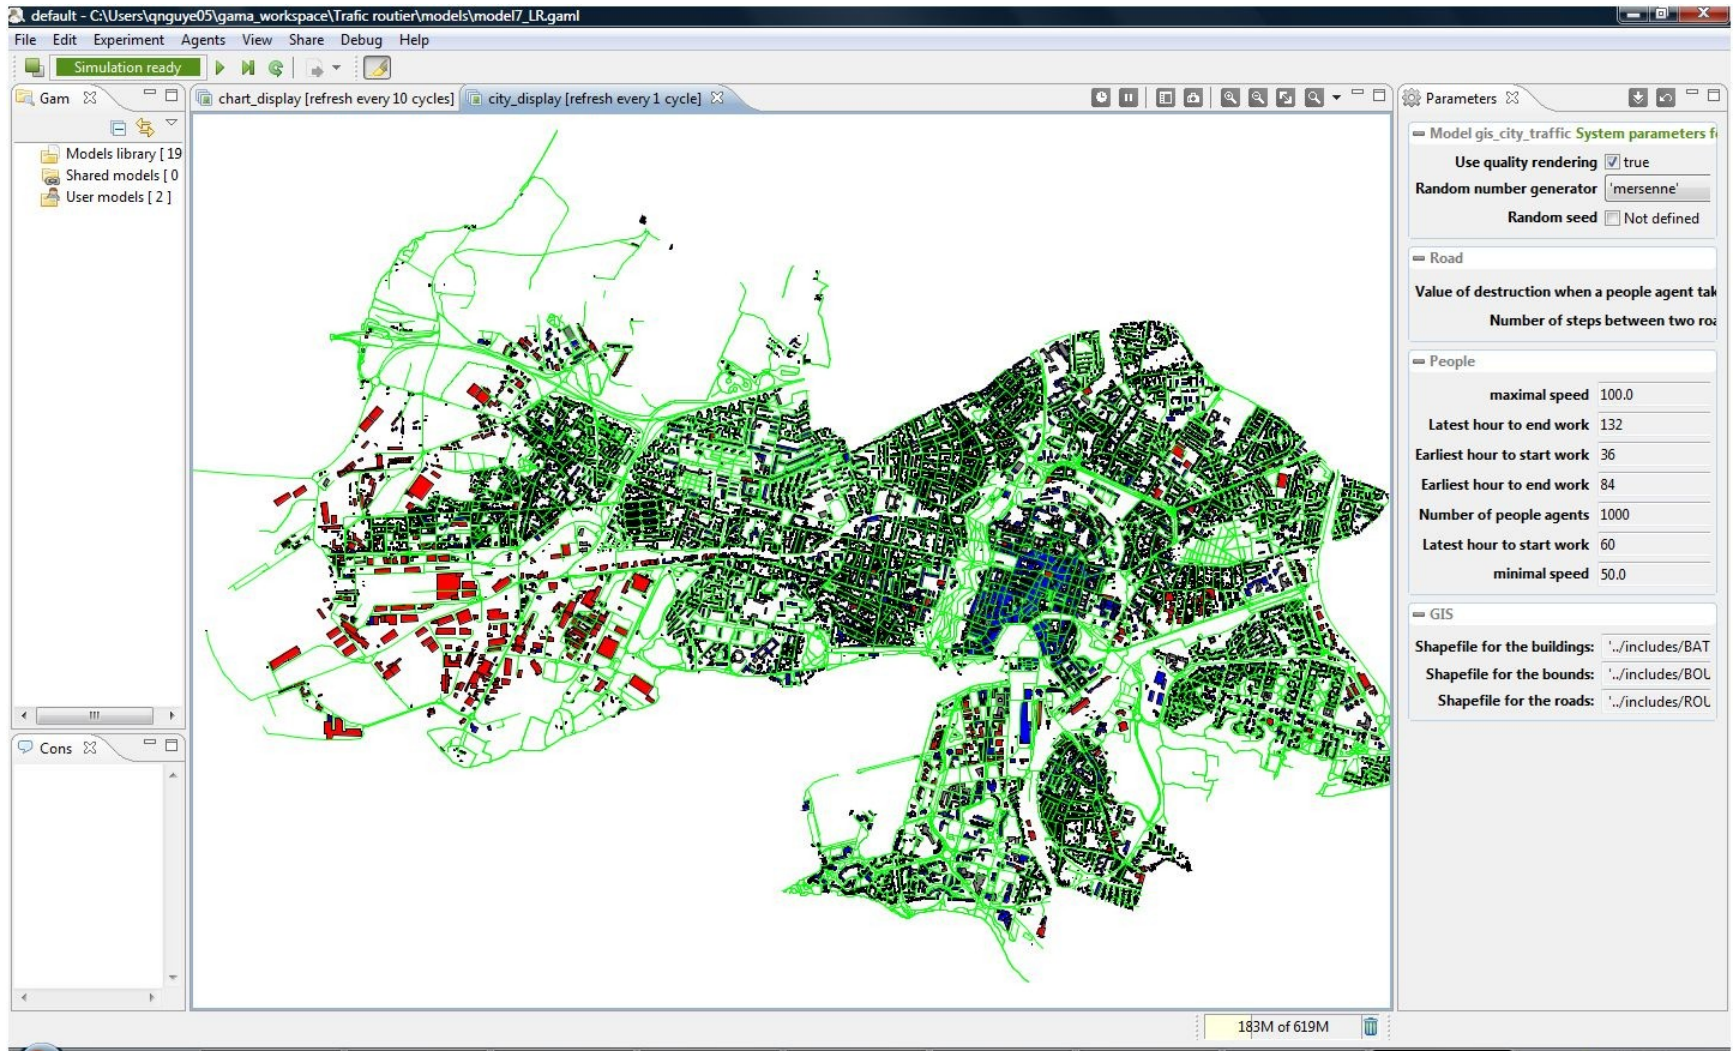 default - C:\Users\qnguye05\gama_workspace\Trafic routier\models\model7_LR.gaml
File Edit Experiment Agents View Share Debug Help
Simulation ready
Gam
Models library [ 19
Shared models [ 0
User models [ 2 ]
Cons
chart_display [refresh every 10 cycles] city_display [refresh every 1 cycle]
Parameters
Model gis_city_traffic System parameters f
Use quality rendering true
Random number generator 'mersenne'
Random seed Not defined
Road
Value of destruction when a people agent tak
Number of steps between two roa
People
maximal speed 100.0
Latest hour to end work 132
Earliest hour to start work 36
Earliest hour to end work 84
Number of people agents 1000
Latest hour to start work 60
minimal speed 50.0
GIS
Shapefile for the buildings: '../includes/BAT
Shapefile for the bounds: '../includes/BOU
Shapefile for the roads: '../includes/ROU
183M of 619M